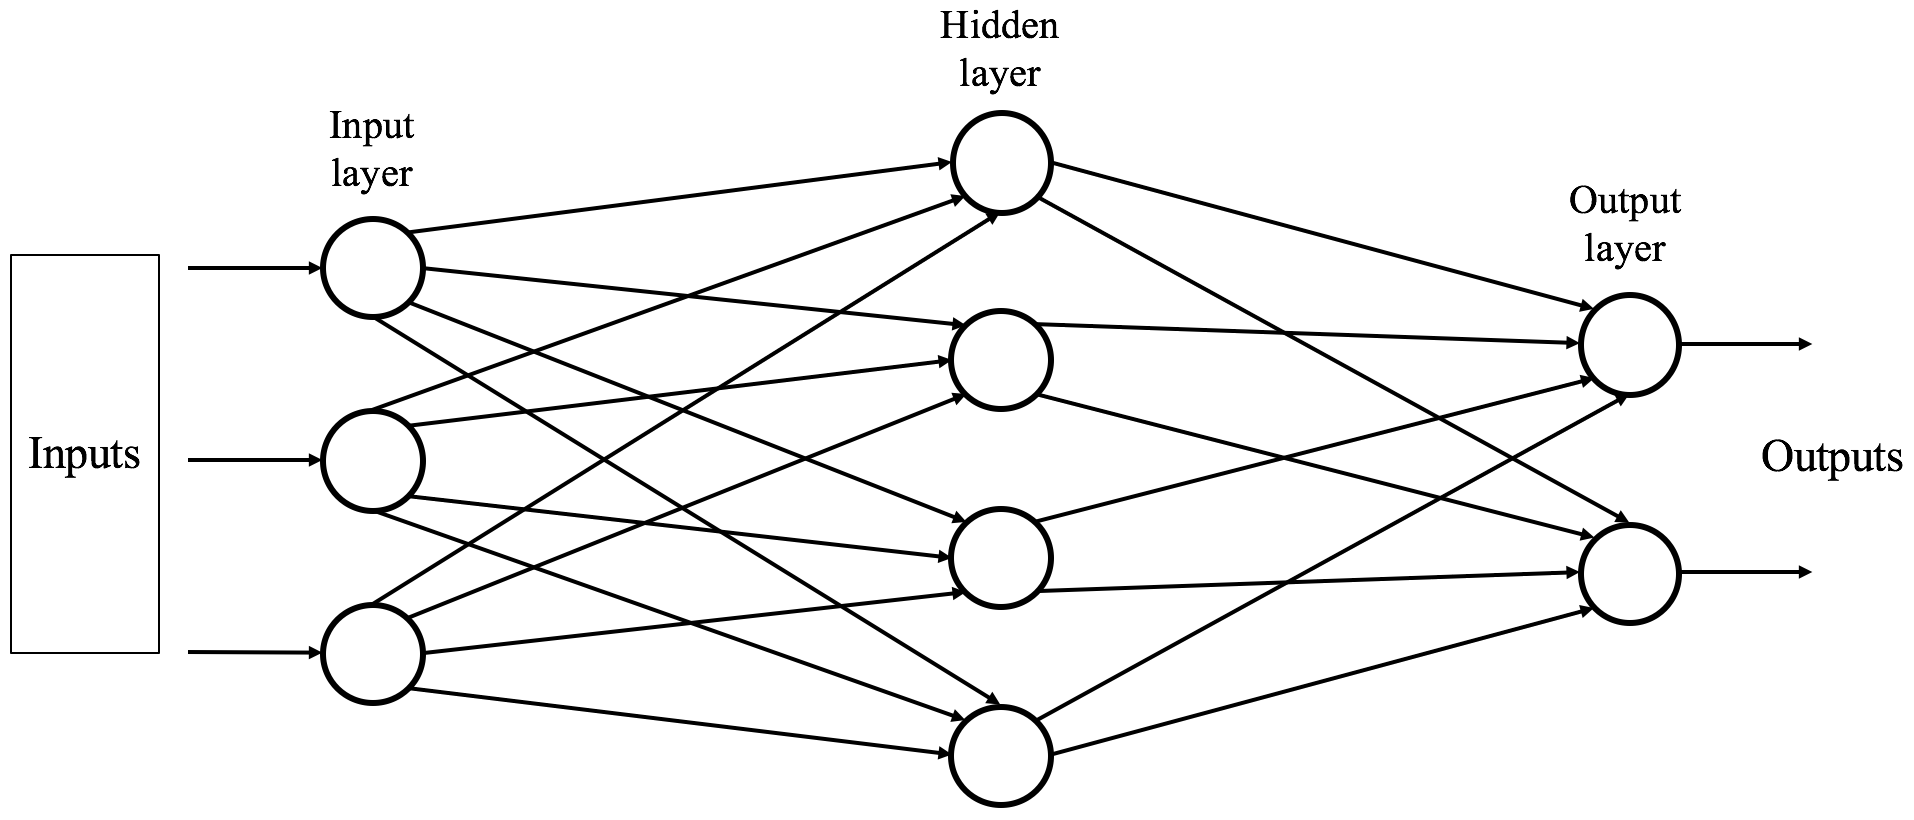 Hidden
layer
Input
layer
Output
layer
Inputs
Outputs